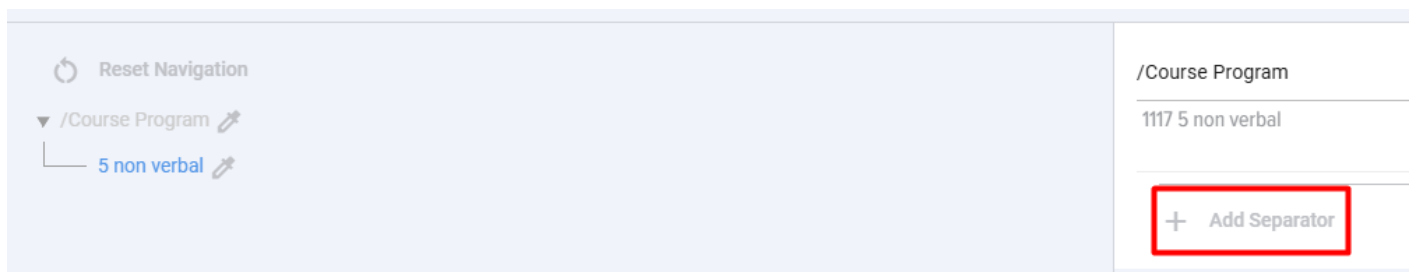 Reset Navigation
/Course Program
5 non verbal
/Course Program
1117 5 non verbal
Add Separator